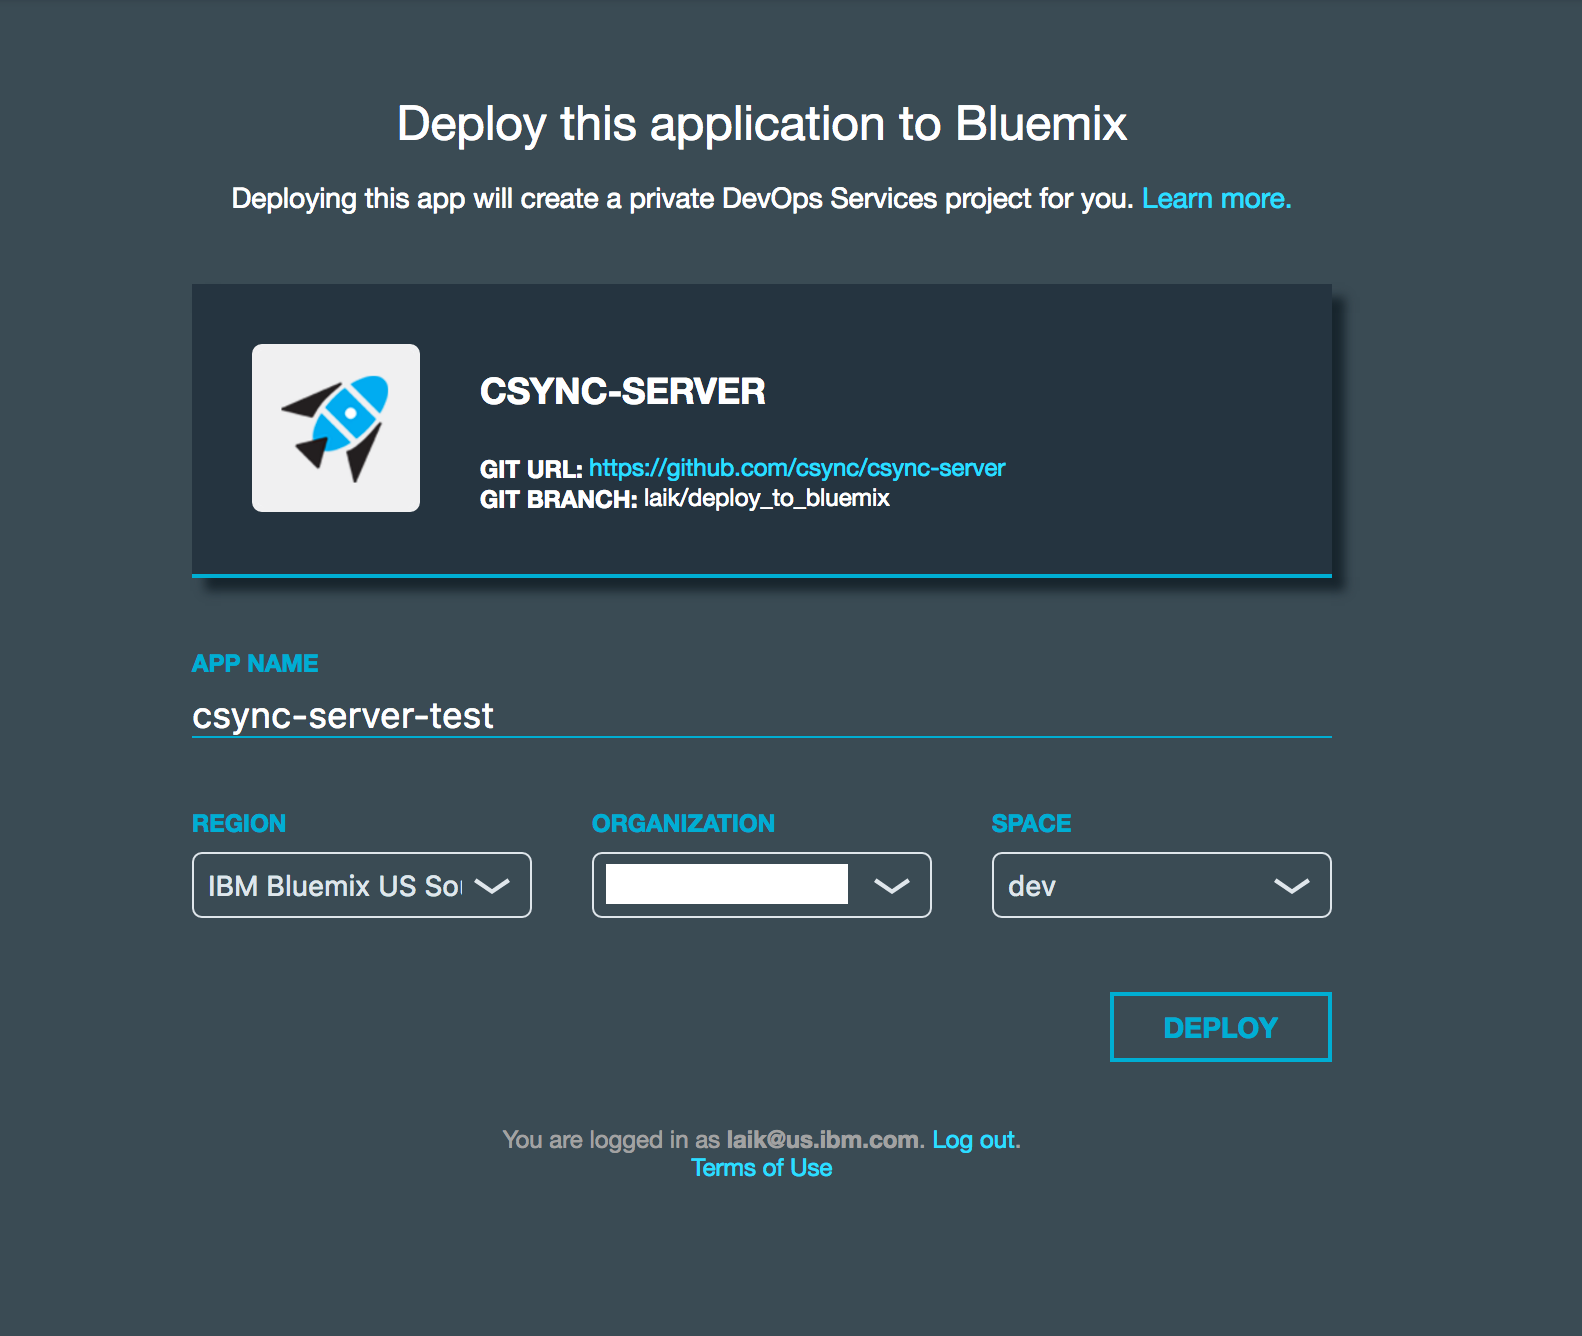 Deploy this application to Bluemix
Deploying this app will create a private DevOps Services project for you. Learn more.
CSYNC-SERVER
GIT URL: https://github.com/csync/csync-server
GIT BRANCH: laik/deploy_to_bluemix
APP NAME
csync-server-test
REGION ORGANIZATION SPACE
IBM Bluemix US dev
DEPLOY
You are logged in as laik@us.ibm.com. Log out.
Terms of Use